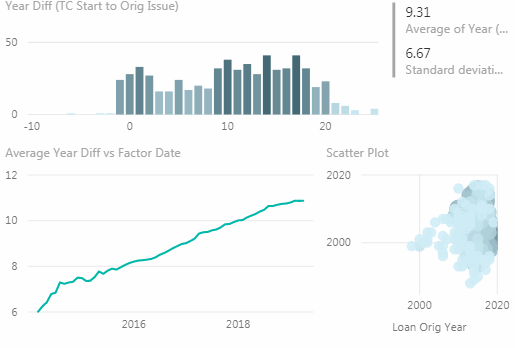 Year Diff (TC Start to Orig Issue)
50
0
-10 0 10 20
9.31
Average of Year (...
6.67
Standard deviati...
Average Year Diff vs Factor Date
12
10
8
6
2016 2018
Scatter Plot
2020
2000
2000 2020
Loan Orig Year